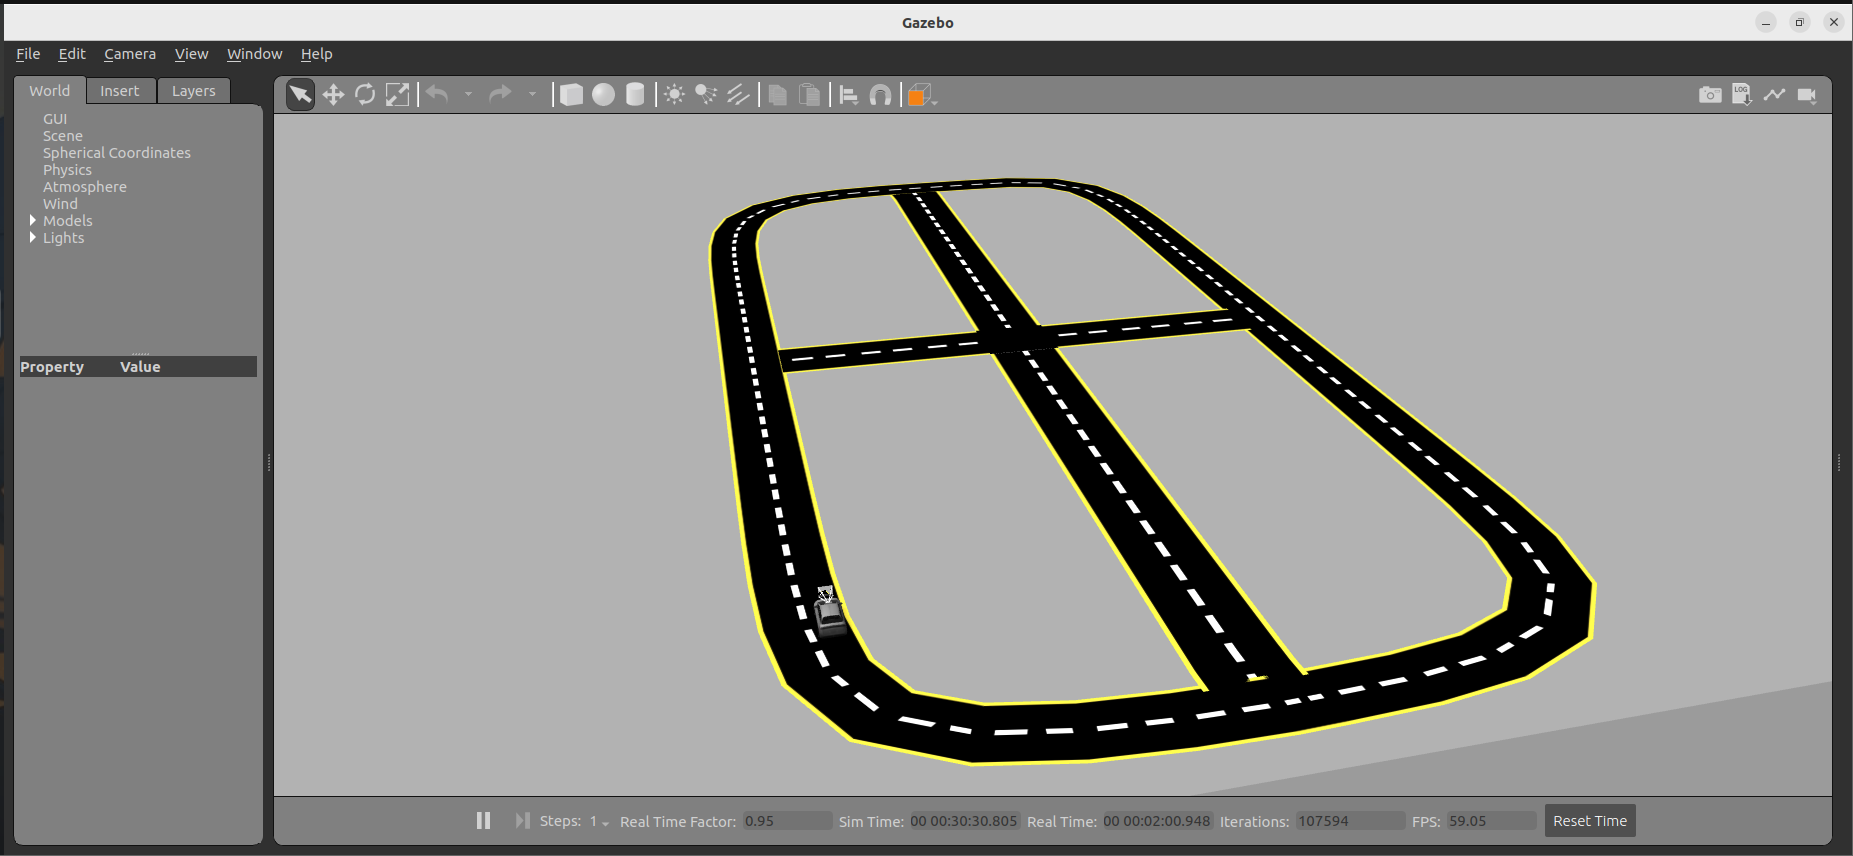 Gazebo
File Edit Camera View Window Help
World Insert Layers
LOG
GUI
Scene
Spherical Coordinates
Physics
Atmosphere
Wind
Models
Lights
Property Value
Steps: 1 Real Time Factor: 0.95 Sim Time: 00 00:30:30.805 Real Time: 00 00:02:00.948 Iterations: 107594 FPS: 59.05 Reset Time